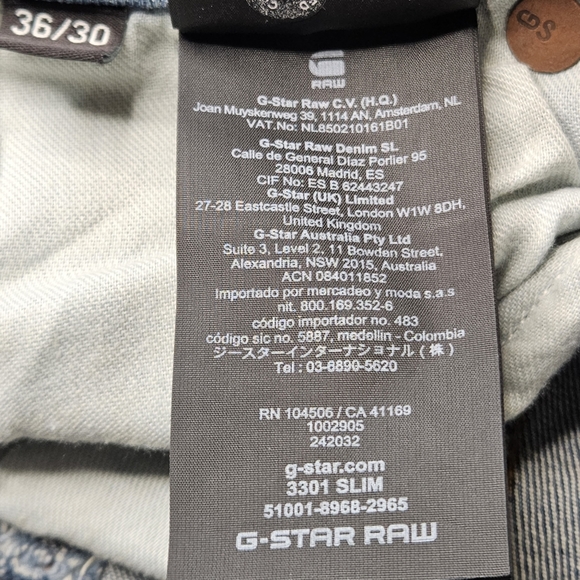 36/30
RAW
G-Star Raw C.V. (H.Q.)
Joan Muyskenweg 39, 1114 AN, Amsterdam, NL
VAT.No: NL850210161B01
G-Star Raw Denim SL
Calle de General Diaz Porlier 95
28006 Madrid, ES
CIF No: ES B 62443247
G-Star (UK) Limited
27-28 Eastcastle Street, London W1W 8DH,
United Kingdom
G-Star Australia Pty Ltd
Suite 3, Level 2, 11 Bowden Street,
Alexandria, NSW 2015, Australia
ACN 084011852
Importado por mercadeo y moda s.a.s
nit. 800.169.352-6
código importador no. 483
código sic no. 5887, medellin - Colombia
ジースターインターナショナル(株)
Tel : 03-6890-5620
RN 104506 / CA 41169
1002905
242032
g-star.com
3301 SLIM
51001-8968-2965
G-STAR RAW